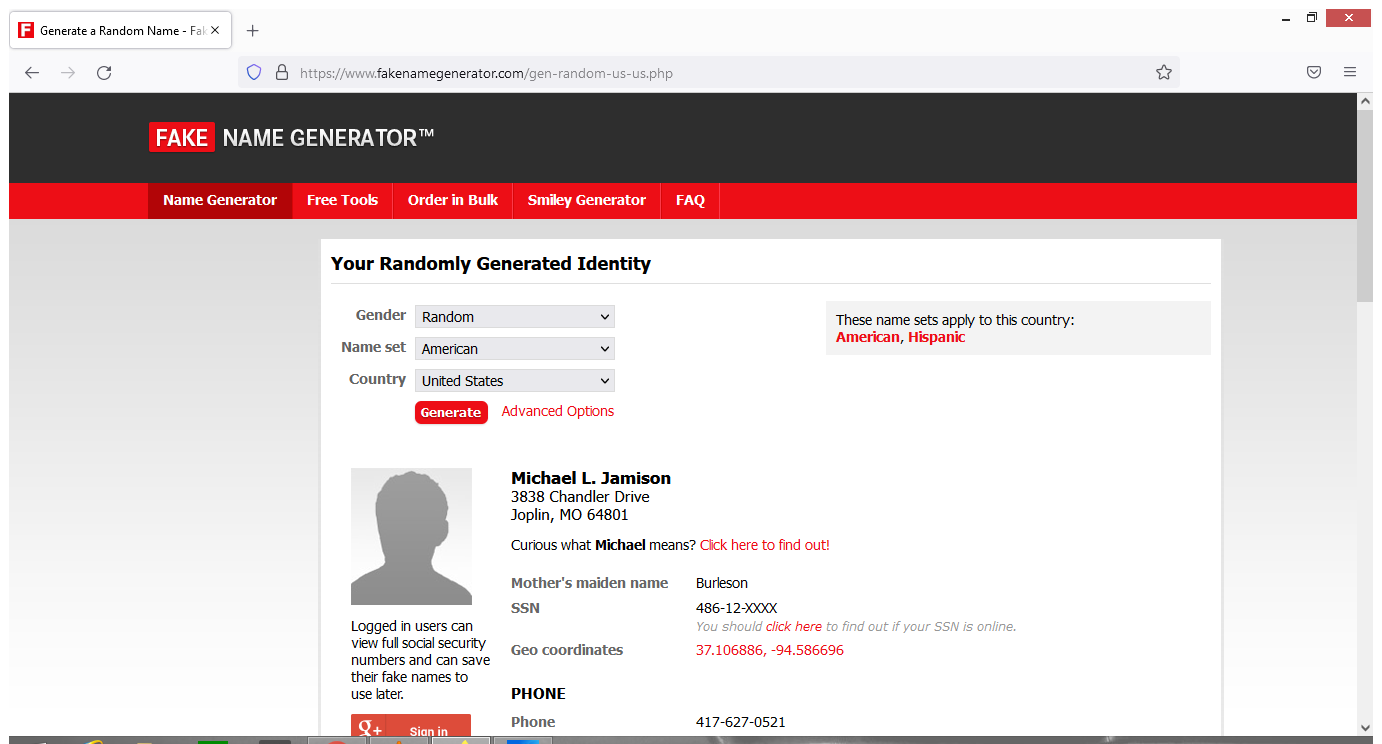 Generate a Random Name - Fak
https://www.fakenamegenerator.com/gen-random-us-us.php
FAKE NAME GENERATOR™
Name Generator Free Tools Order in Bulk Smiley Generator FAQ
Your Randomly Generated Identity
Gender Random
Name set American
Country United States
Generate Advanced Options
These name sets apply to this country:
American, Hispanic
Michael L. Jamison
3838 Chandler Drive
Joplin, MO 64801
Curious what Michael means? Click here to find out!
Mother's maiden name Burleson
SSN 486-12-XXXX
You should click here to find out if your SSN is online.
Geo coordinates 37.106886, -94.586696
PHONE
Phone 417-627-0521
Logged in users can
view full social security
numbers and can save
their fake names to
use later.
g+ Sign in